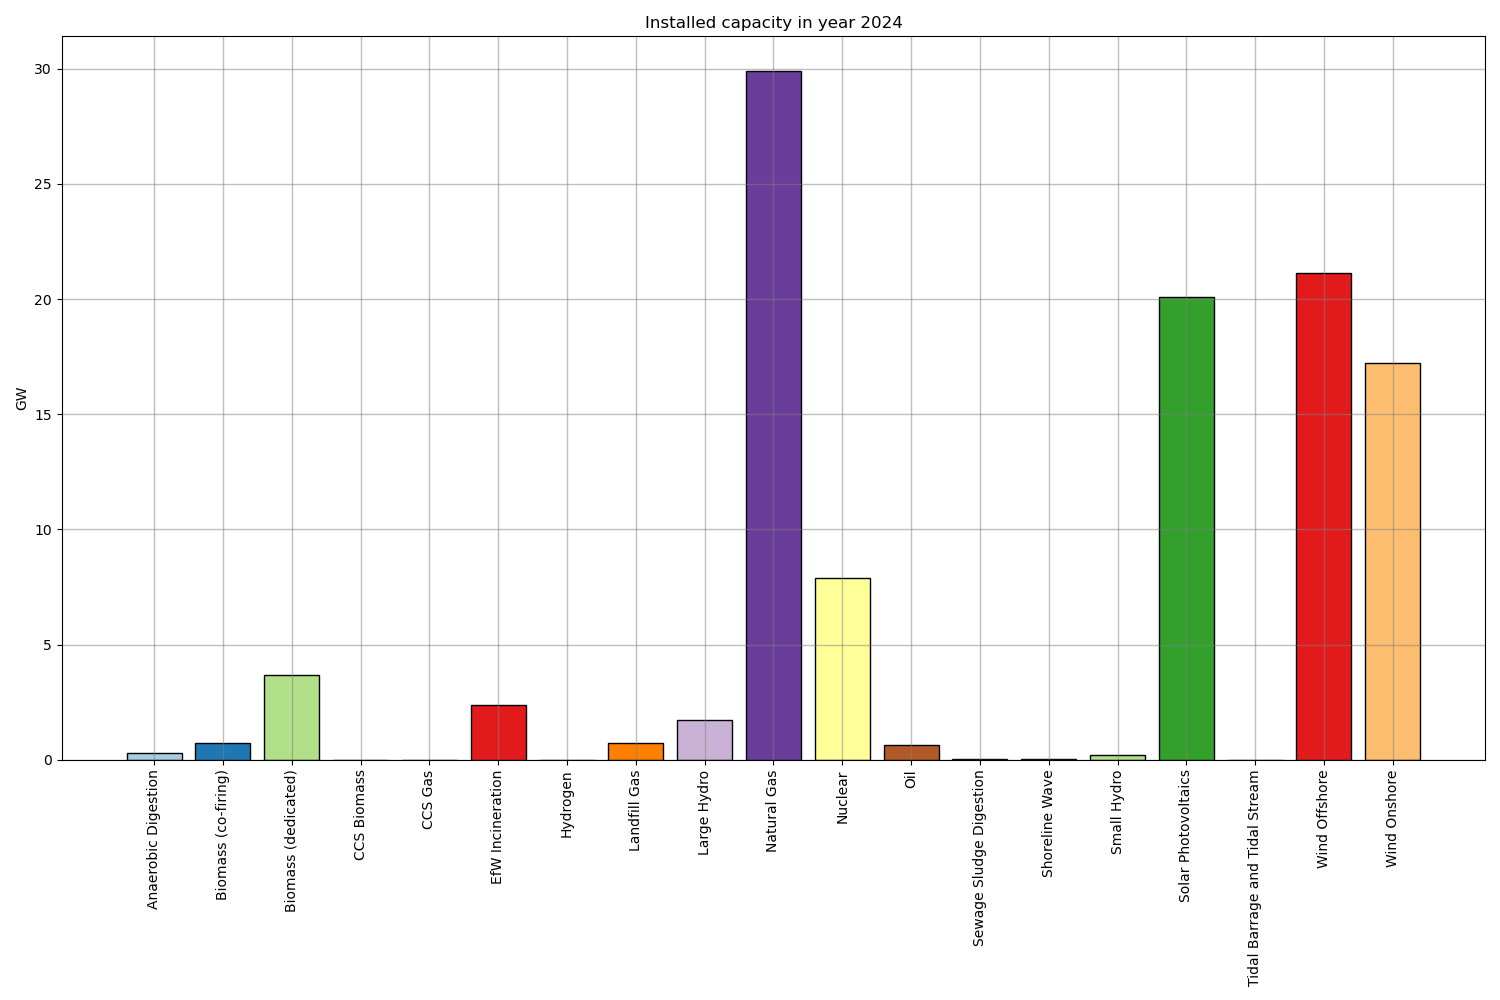 Installed capacity in year 2024
GW
30
25
20
15
10
5
0
Anaerobic Digestion
Biomass (co-firing)
Biomass (dedicated)
CCS Biomass
CCS Gas
EfW Incineration
Hydrogen
Landfill Gas
Large Hydro
Natural Gas
Nuclear
Oil
Sewage Sludge Digestion
Shoreline Wave
Small Hydro
Solar Photovoltaics
Tidal Barrage and Tidal Stream
Wind Offshore
Wind Onshore